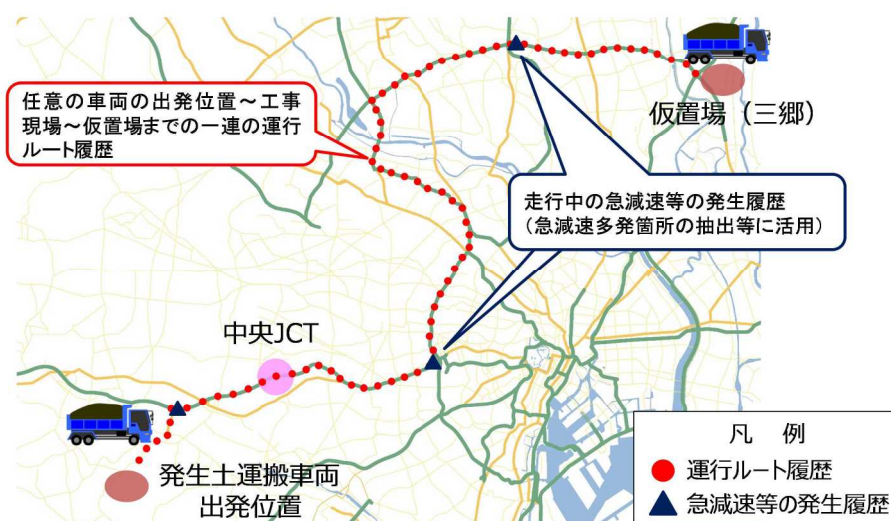 任意の車両の出発位置～工事
現場～仮置場までの一連の運行
ルート履歴
仮置場（三郷）
走行中の急減速等の発生履歴
（急減速多発箇所の抽出等に活用）
中央JCT
発生土運搬車両
出発位置
凡　例
運行ルート履歴
急減速等の発生履歴